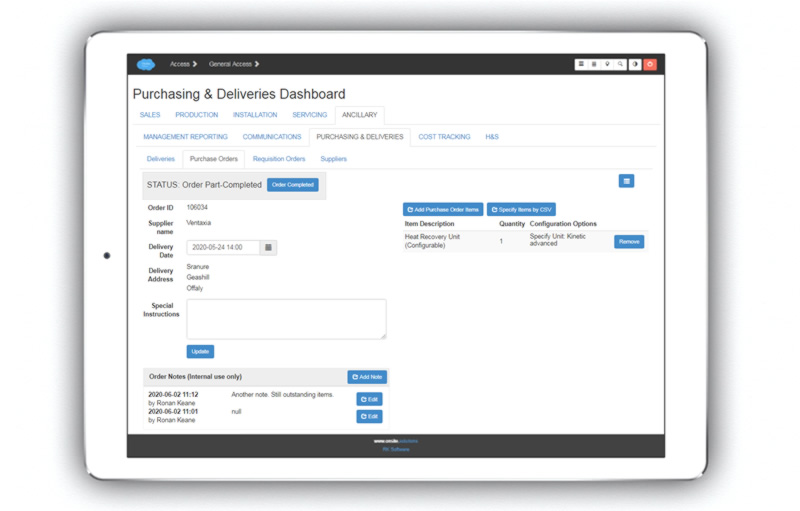 Access General Access
Purchasing & Deliveries Dashboard
SALES PRODUCTION INSTALLATION SERVICING ANCILLARY
MANAGEMENT REPORTING COMMUNICATIONS PURCHASING & DELIVERIES COST TRACKING H&S
Deliveries Purchase Orders Requisition Orders Suppliers
STATUS: Order Part-Completed Order Completed
Order ID 106034
Supplier name Ventaxia
Delivery Date 2020-05-24 14:00
Delivery Address Sranure
Geashill
Offaly
Special Instructions
Update
Add Purchase Order Items Specify Items by CSV
Item Description Quantity Configuration Options
Heat Recovery Unit 1 Specify Unit: Kinetic Remove
(Configurable) advanced
Order Notes (Internal use only) Add Note
2020-06-02 11:12 Another note. Still outstanding items. Edit
by Ronan Keane
2020-06-02 11:01 null Edit
by Ronan Keane
RK Software